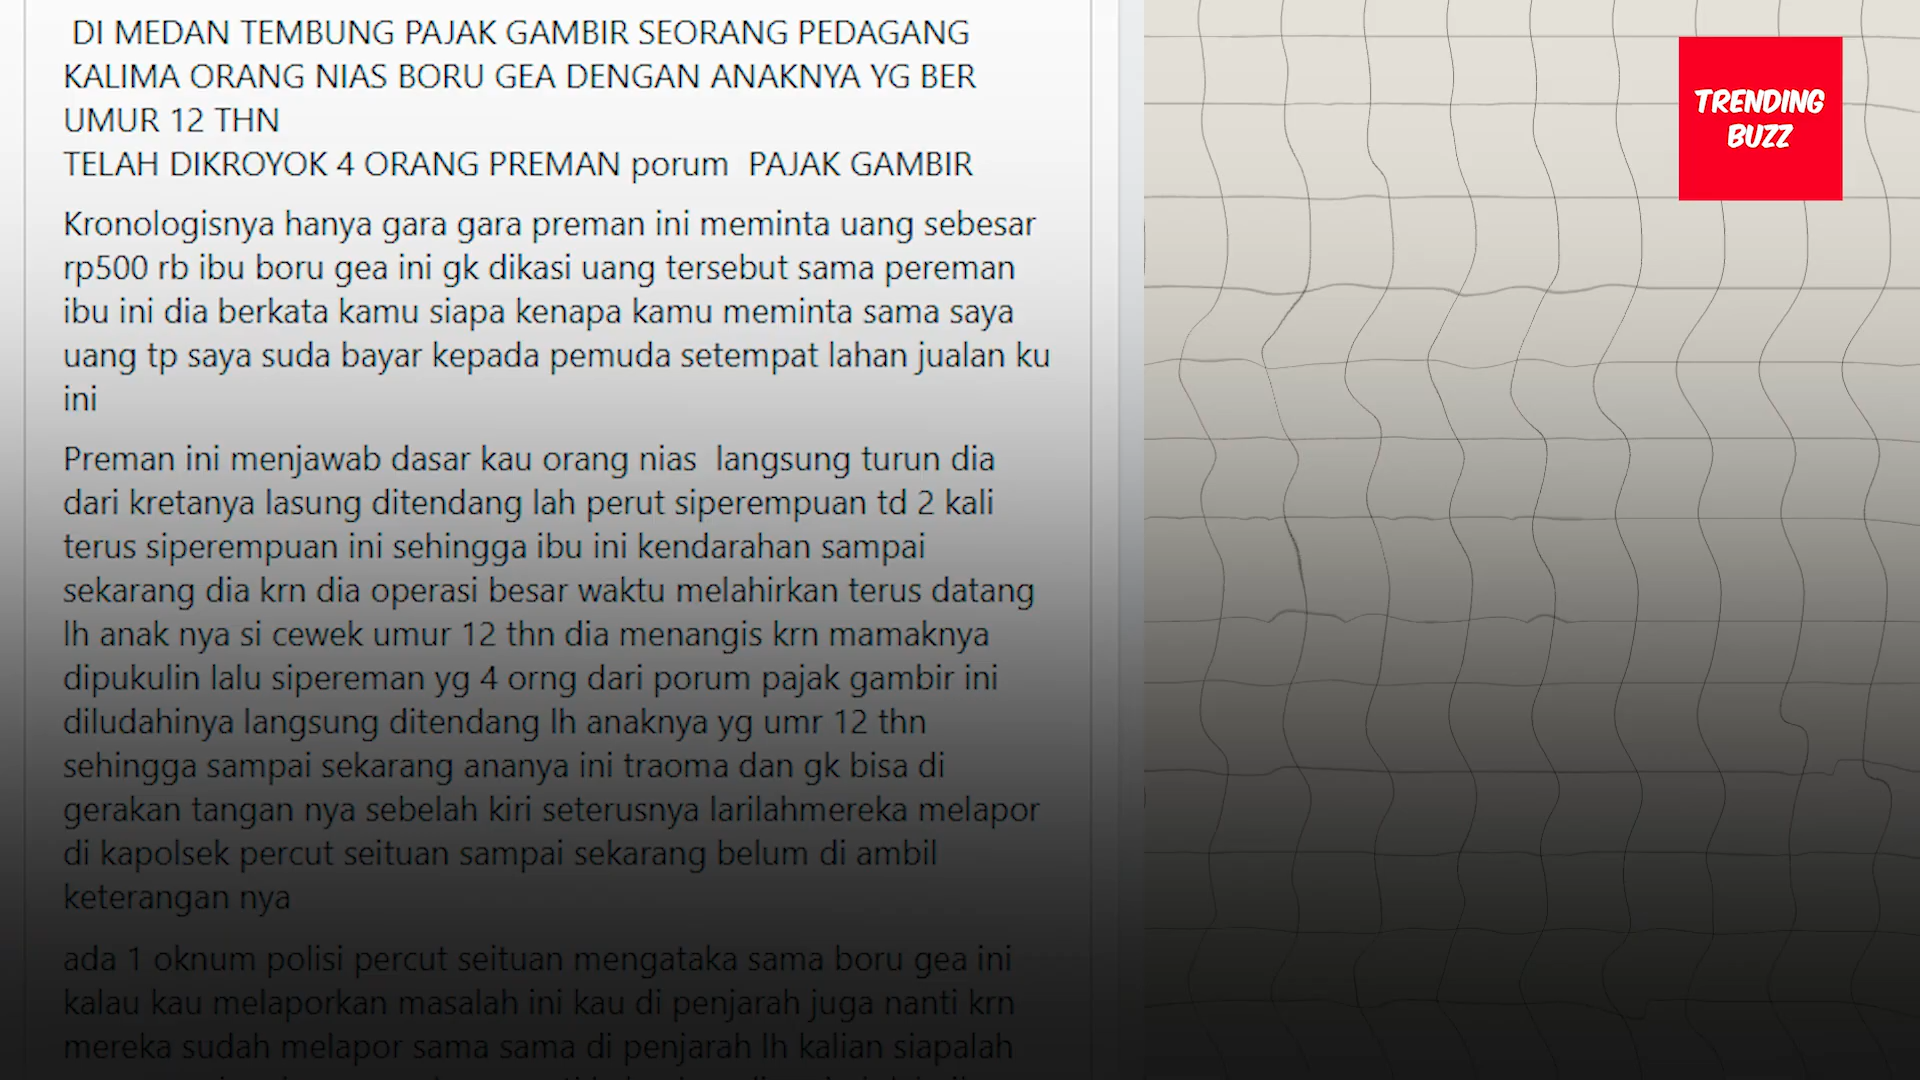 DI MEDAN TEMBUNG PAJAK GAMBIR SEORANG PEDAGANG
KALIMA ORANG NIAS BORU GEA DENGAN ANAKNYA YG BER
UMUR 12 THN
TELAH DIKROYOK 4 ORANG PREMAN porum PAJAK GAMBIR
Kronologisnya hanya gara gara preman ini meminta uang sebesar
rp500 rb ibu boru gea ini gk dikasi uang tersebut sama pereman
ibu ini dia berkata kamu siapa kenapa kamu meminta sama saya
uang tp saya suda bayar kepada pemuda setempat lahan jualan ku
ini
Preman ini menjawab dasar kau orang nias langsung turun dia
dari kretanya lasung ditendang lah perut siperempuan td 2 kali
terus siperempuan ini sehingga ibu ini kendarahan sampai
sekarang dia krn dia operasi besar waktu melahirkan terus datang
lh anak nya si cewek umur 12 thn dia menangis krn mamaknya
dipukulin lalu sipereman yg 4 orng dari porum pajak gambir ini
diludahinya langsung ditendang lh anaknya yg umr 12 thn
sehingga sampai sekarang ananya ini traoma dan gk bisa di
gerakan tangan nya sebelah kiri seterusnya larilahmereka melapor
di kapolsek percut seituan sampai sekarang belum di ambil
keterangan nya
ada 1 oknum polisi percut seituan mengataka sama boru gea ini
kalau kau melaporkan masalah ini kau di penjarah juga nanti krn
mereka sudah melapor sama sama di penjarah lh kalian siapalah
TRENDING
BUZZ